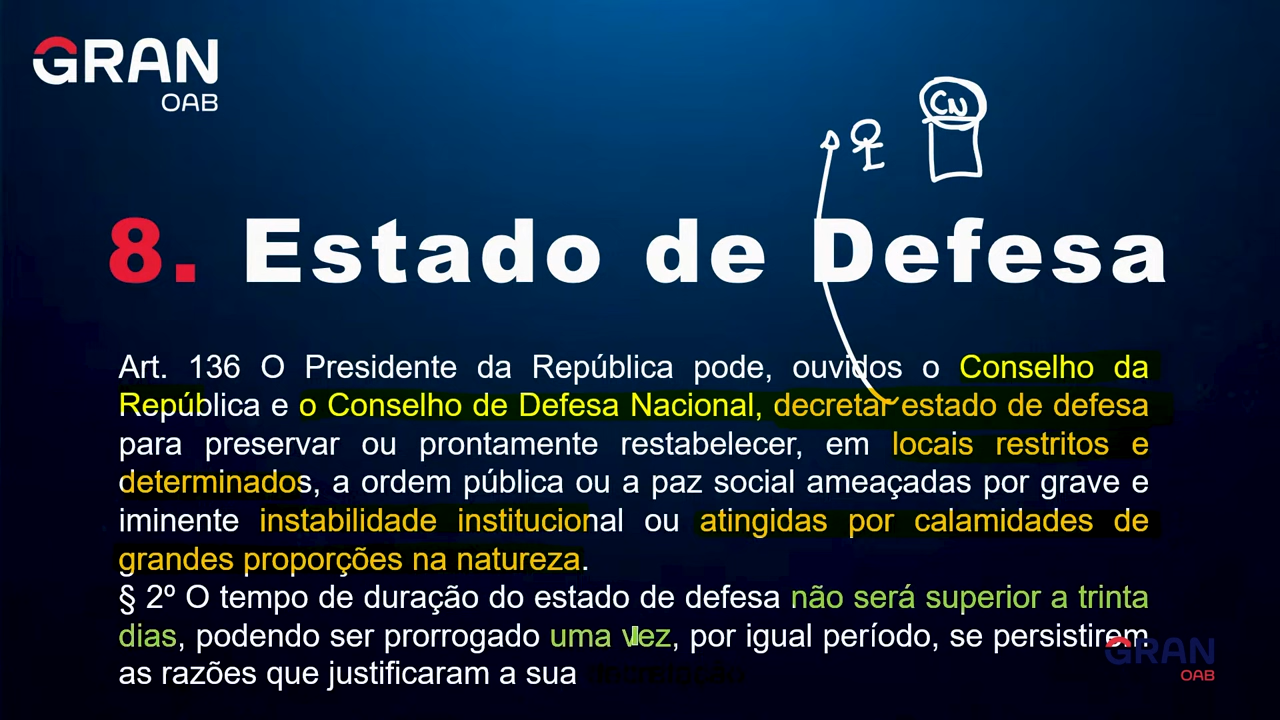 GRAN
OAB
CN
8. Estado de Defesa
Art. 136 O Presidente da República pode, ouvidos o Conselho da
República e o Conselho de Defesa Nacional, decretar estado de defesa
para preservar ou prontamente restabelecer, em locais restritos e
determinados, a ordem pública ou a paz social ameaçadas por grave e
iminente instabilidade institucional ou atingidas por calamidades de
grandes proporções na natureza.
§ 2º O tempo de duração do estado de defesa não será superior a trinta
dias, podendo ser prorrogado uma vez, por igual período, se persistirem
as razões que justificaram a sua
GRAN
OAB